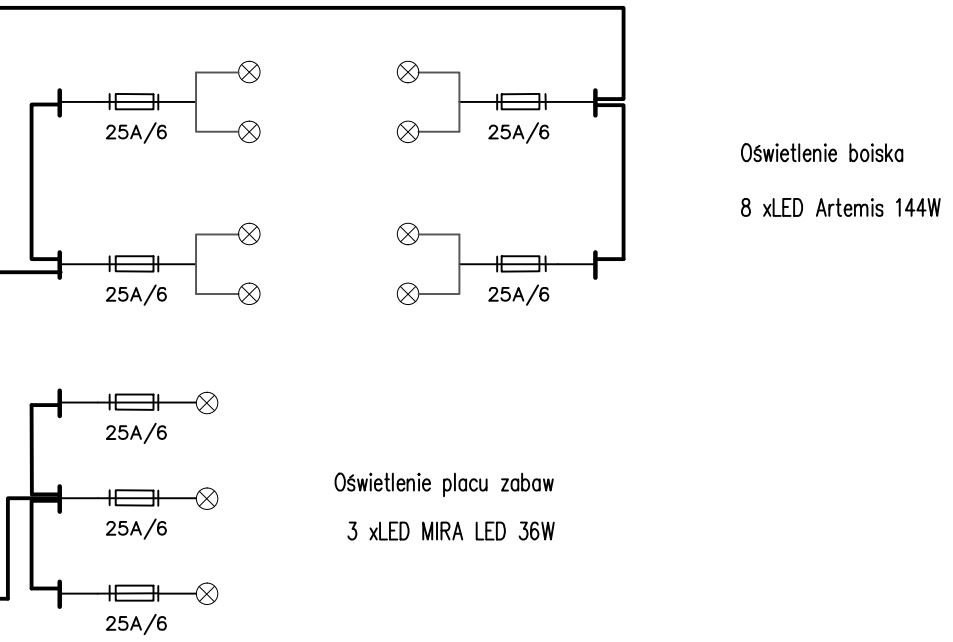 25A/6
25A/6
Oświetlenie boiska
8 xLED Artemis 144W
25A/6
25A/6
25A/6
Oświetlenie placu zabaw
25A/6
3 xLED MIRA LED 36W
25A/6